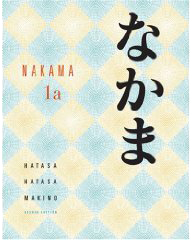 なかま
NAKAMA
1a
HATASA
HATASA
MAKINO
SECOND EDITION